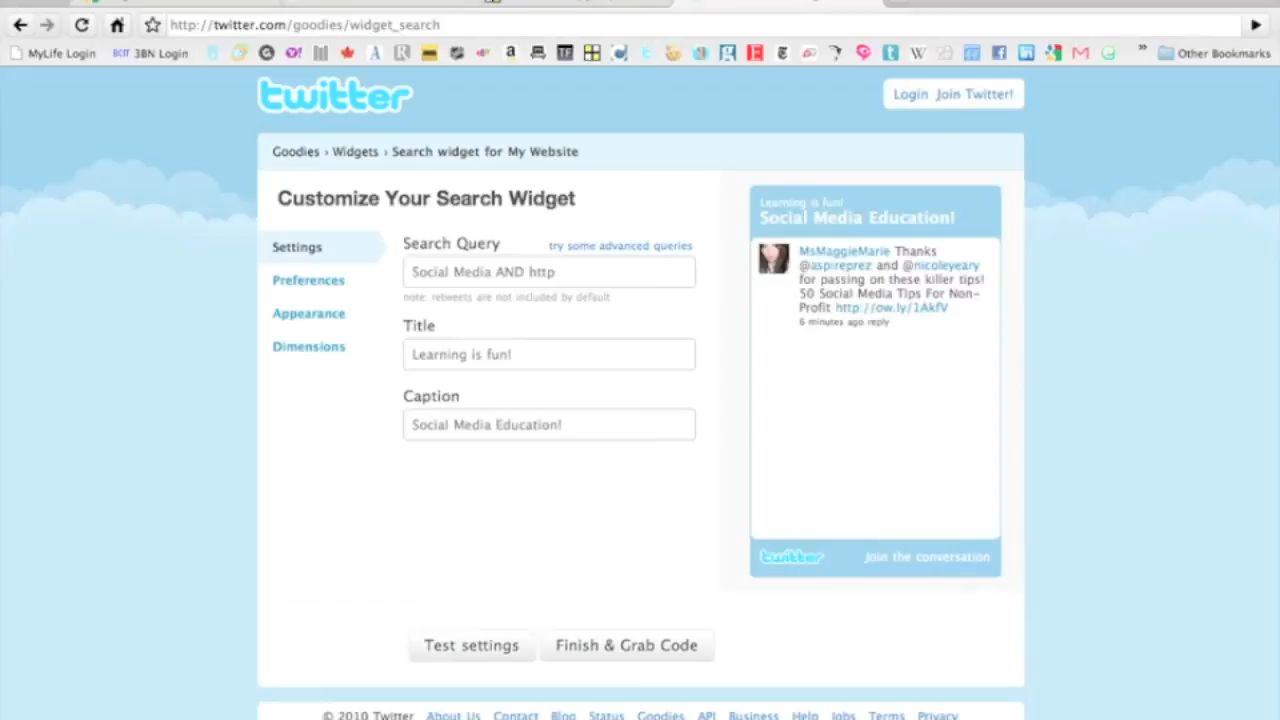 http://twitter.com/goodies/widget_search
MyLife Login
BCIT 3BN Login
Other Bookmarks
twitter
Login Join Twitter!
Goodies › Widgets › Search widget for My Website
Customize Your Search Widget
Settings
Preferences
Appearance
Dimensions
Search Query
try some advanced queries
Social Media AND http
note: retweets are not included by default
Title
Learning is fun!
Caption
Social Media Education!
Test settings
Finish & Grab Code
Learning is fun!
Social Media Education!
MsMaggieMarie Thanks
@aspireprez and @nicoleyeary
for passing on these killer tips!
50 Social Media Tips For Non-
Profit http://ow.ly/1AkfV
6 minutes ago reply
twitter
Join the conversation
© 2010 Twitter About Us Contact Blog Status Goodies API Business Help Jobs Terms Privacy